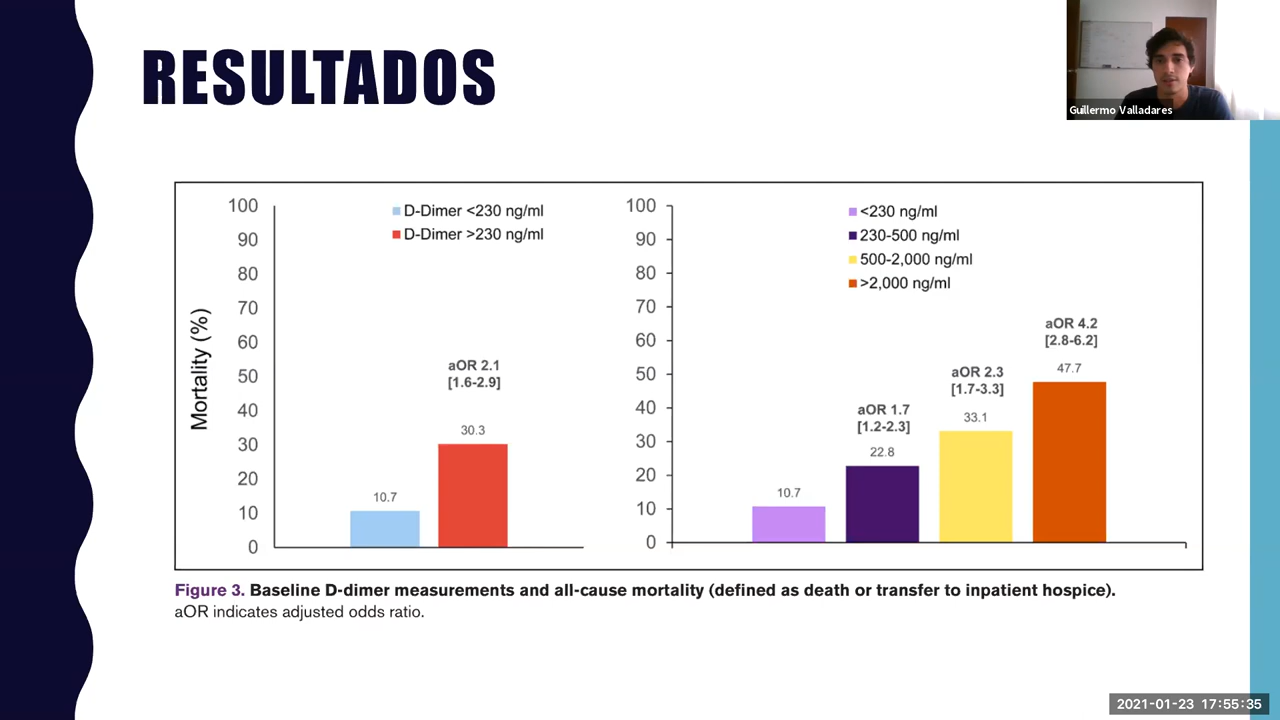 RESULTADOS
Guillermo Valladares
Mortality (%)
100
90
80
70
60
50
40
30
20
10
0
D-Dimer <230 ng/ml
D-Dimer >230 ng/ml
aOR 2.1
[1.6-2.9]
10.7
30.3
100
90
80
70
60
50
40
30
20
10
0
<230 ng/ml
230-500 ng/ml
500-2,000 ng/ml
>2,000 ng/ml
10.7
aOR 1.7
[1.2-2.3]
22.8
aOR 2.3
[1.7-3.3]
33.1
aOR 4.2
[2.8-6.2]
47.7
Figure 3. Baseline D-dimer measurements and all-cause mortality (defined as death or transfer to inpatient hospice).
aOR indicates adjusted odds ratio.
2021-01-23 17:55:35